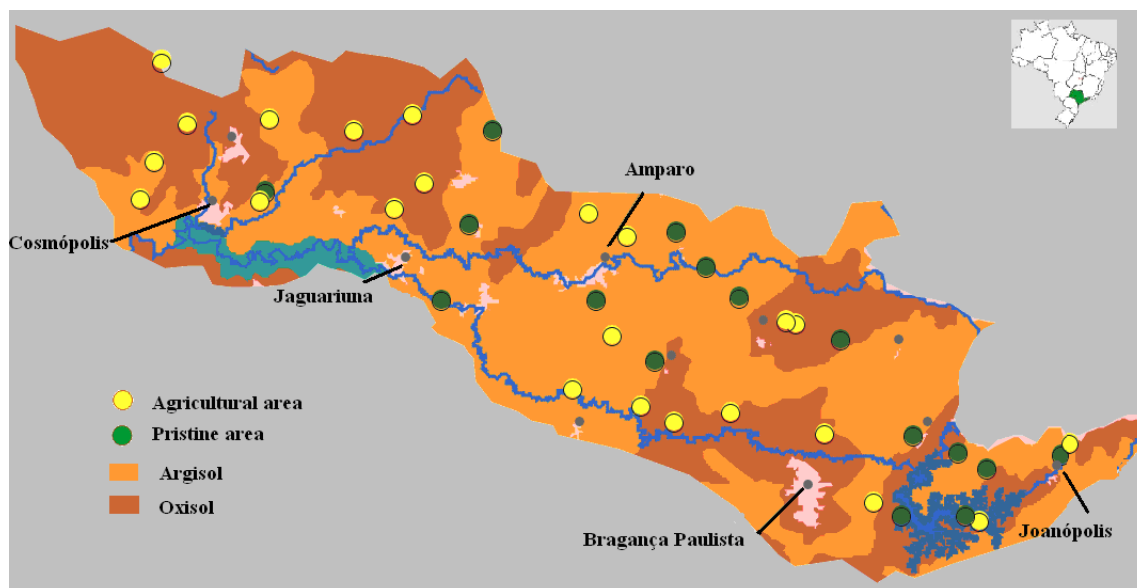 Amparo
Cosmópolis
Jaguariuna
Agricultural area
Pristine area
Argisol
Oxisol
Bragança Paulista
Joanópolis